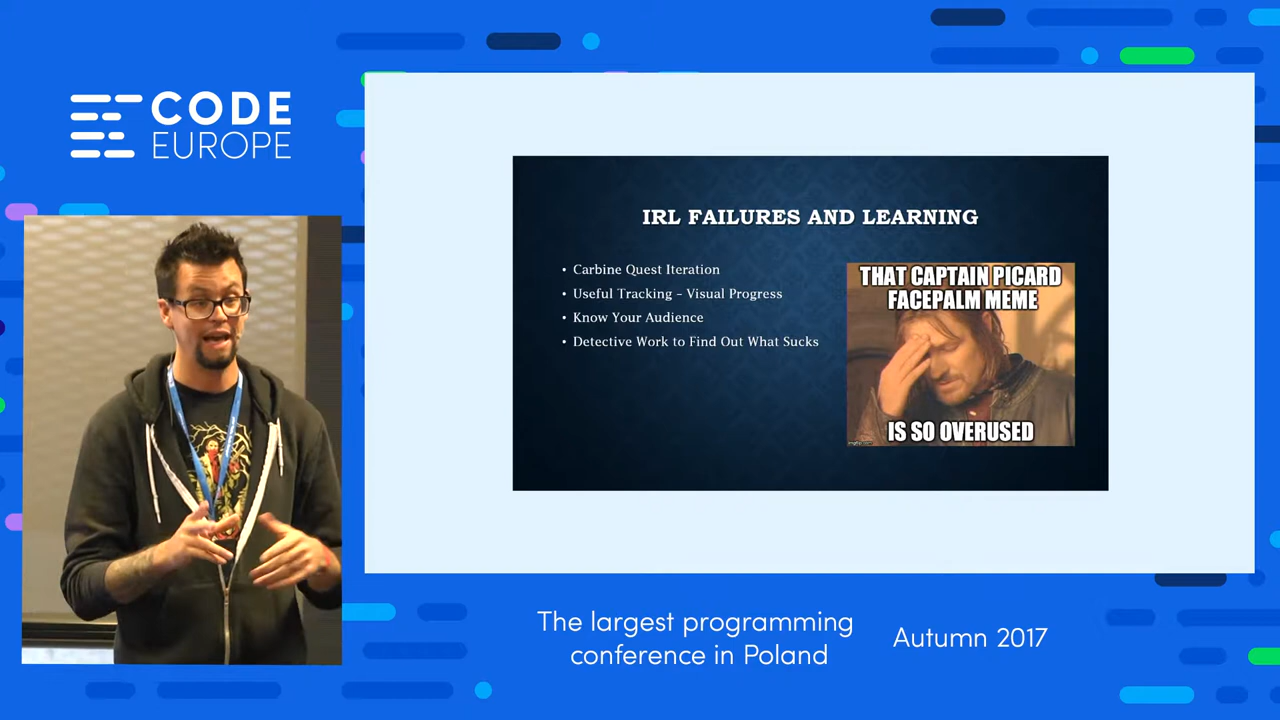 CODE
EUROPE
IRL FAILURES AND LEARNING
• Carbine Quest Iteration
• Useful Tracking – Visual Progress
• Know Your Audience
• Detective Work to Find Out What Sucks
THAT CAPTAIN PICARD
FACEPALM MEME
IS SO OVERUSED
The largest programming
conference in Poland
Autumn 2017